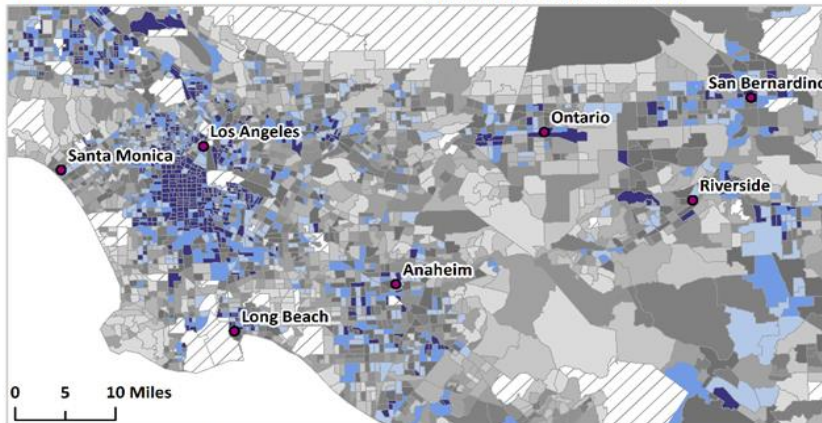 San Bernardino
Ontario
Los Angeles
Santa Monica
Riverside
Anaheim
Long Beach
0 5 10 Miles